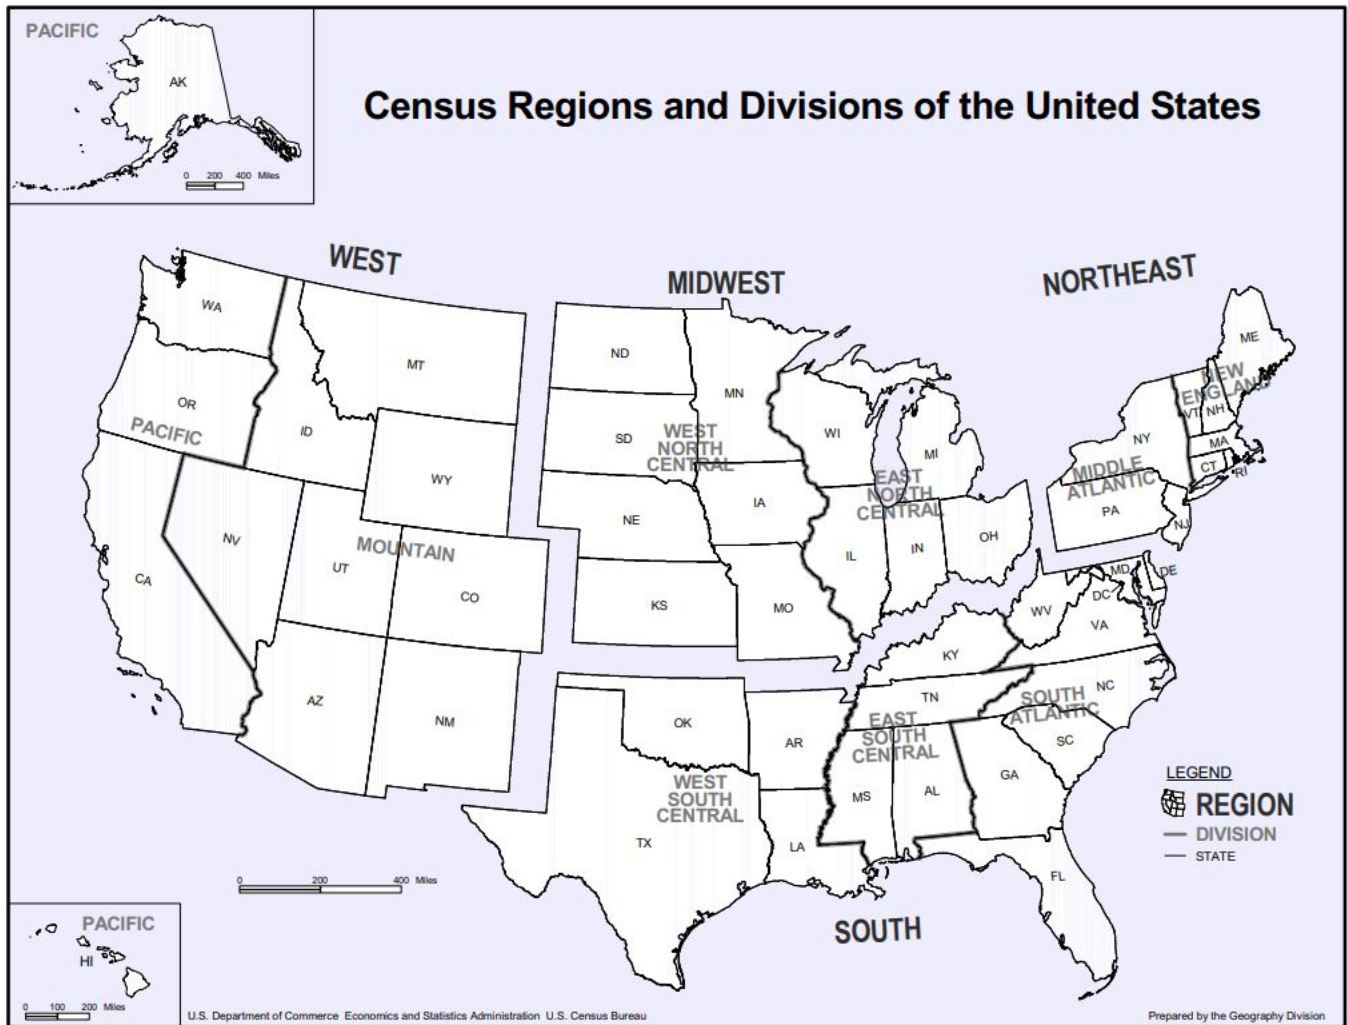 PACIFIC
AK
0 200 400 Miles
Census Regions and Divisions of the United States
WEST
MIDWEST
NORTHEAST
WA
MT
ND
MN
ME
OR
PACIFIC
ID
SD
WEST
NORTH
CENTRAL
WI
MI
NEW
ENGLAND
VT
NH
NY
MA
CT
RI
WY
IA
EAST
NORTH
CENTRAL
MIDDLE
ATLANTIC
PA
NJ
NV
MOUNTAIN
UT
NE
IL
IN
OH
CA
CO
KS
MO
WV
MD
DE
DC
VA
KY
AZ
NM
OK
AR
TN
NC
SOUTH
ATLANTIC
SC
EAST
SOUTH
CENTRAL
WEST
SOUTH
CENTRAL
MS
AL
GA
TX
LA
FL
LEGEND
REGION
DIVISION
STATE
0 200 400 Miles
SOUTH
PACIFIC
HI
0 100 200 Miles
U.S. Department of Commerce Economics and Statistics Administration U.S. Census Bureau
Prepared by the Geography Division